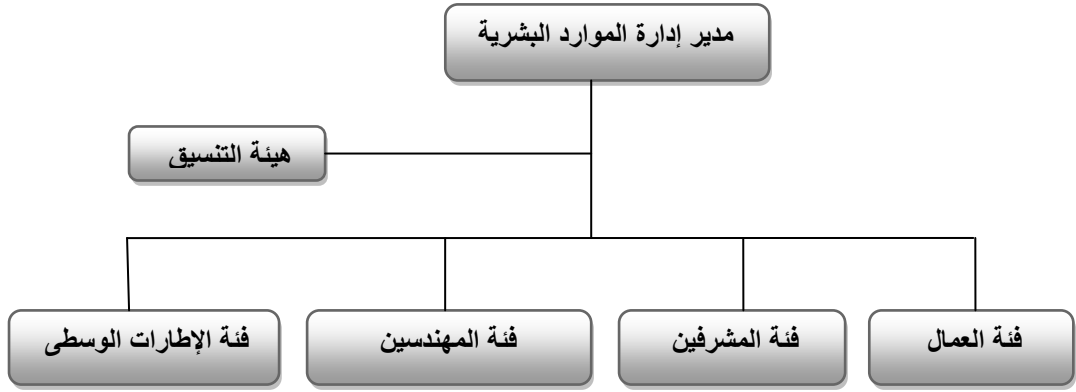 مدير إدارة الموارد البشرية
هيئة التنسيق
فئة العمال
فئة المشرفين
فئة المهندسين
فئة الإطارات الوسطى